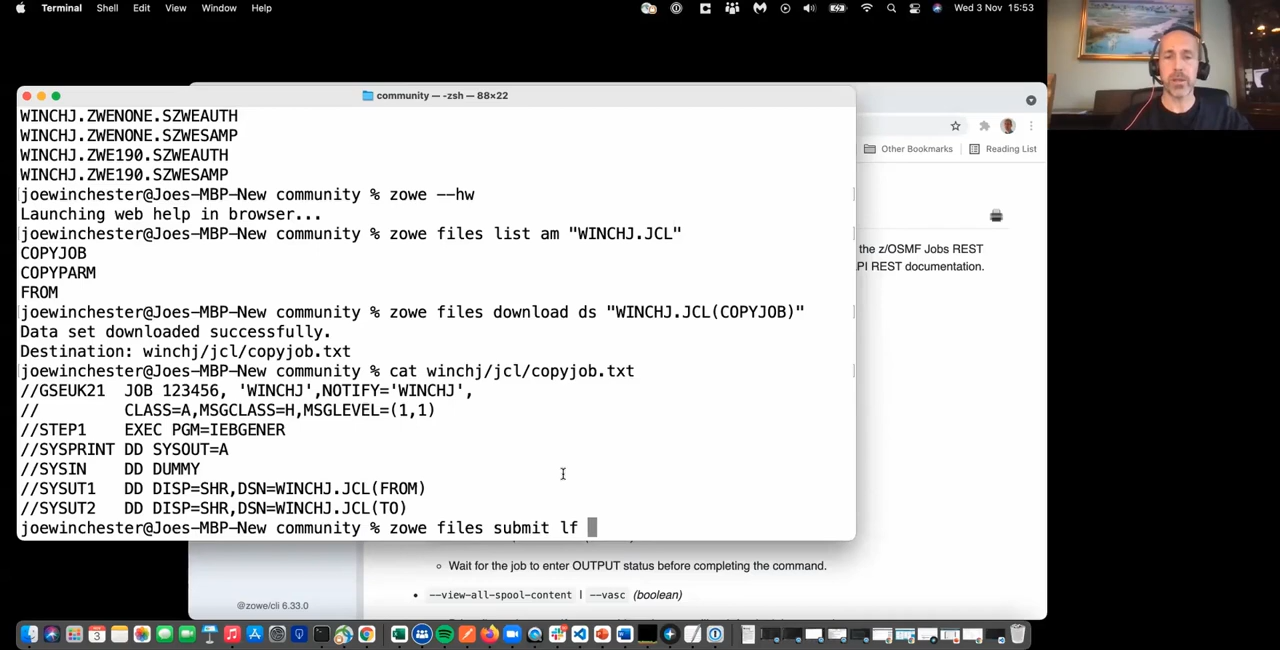 Terminal Shell Edit View Window Help Wed 3 Nov 15:53
community — -zsh — 88×22
WINCHJ.ZWENONE.SZWEAUTH
WINCHJ.ZWENONE.SZWESAMP
WINCHJ.ZWE190.SZWEAUTH
WINCHJ.ZWE190.SZWESAMP
joewinchester@Joes-MBP-New community % zowe --hw
Launching web help in browser...
joewinchester@Joes-MBP-New community % zowe files list am "WINCHJ.JCL"
COPYJOB
COPYPARM
FROM
joewinchester@Joes-MBP-New community % zowe files download ds "WINCHJ.JCL(COPYJOB)"
Data set downloaded successfully.
Destination: winchj/jcl/copyjob.txt
joewinchester@Joes-MBP-New community % cat winchj/jcl/copyjob.txt
//GSEUK21 JOB 123456, 'WINCHJ',NOTIFY='WINCHJ',
// CLASS=A,MSGCLASS=H,MSGLEVEL=(1,1)
//STEP1 EXEC PGM=IEBGENER
//SYSPRINT DD SYSOUT=A
//SYSIN DD DUMMY
//SYSUT1 DD DISP=SHR,DSN=WINCHJ.JCL(FROM)
//SYSUT2 DD DISP=SHR,DSN=WINCHJ.JCL(TO)
joewinchester@Joes-MBP-New community % zowe files submit lf
Other Bookmarks Reading List
the z/OSMF Jobs REST
PI REST documentation.
Wait for the job to enter OUTPUT status before completing the command.
--view-all-spool-content | --vasc (boolean)
@zowe/cli 6.33.0